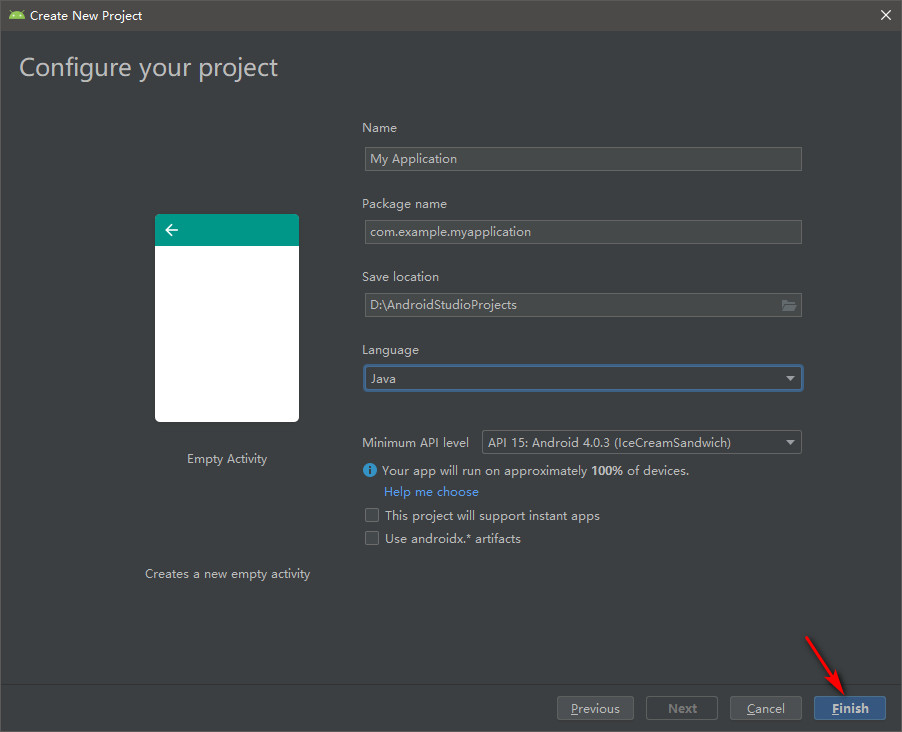 Create New Project
Configure your project
Name
My Application
Package name
com.example.myapplication
Save location
D:\AndroidStudioProjects
Language
Java
Minimum API level API 15: Android 4.0.3 (IceCreamSandwich)
Your app will run on approximately 100% of devices.
Help me choose
This project will support instant apps
Use androidx.* artifacts
Empty Activity
Creates a new empty activity
Previous Next Cancel Finish